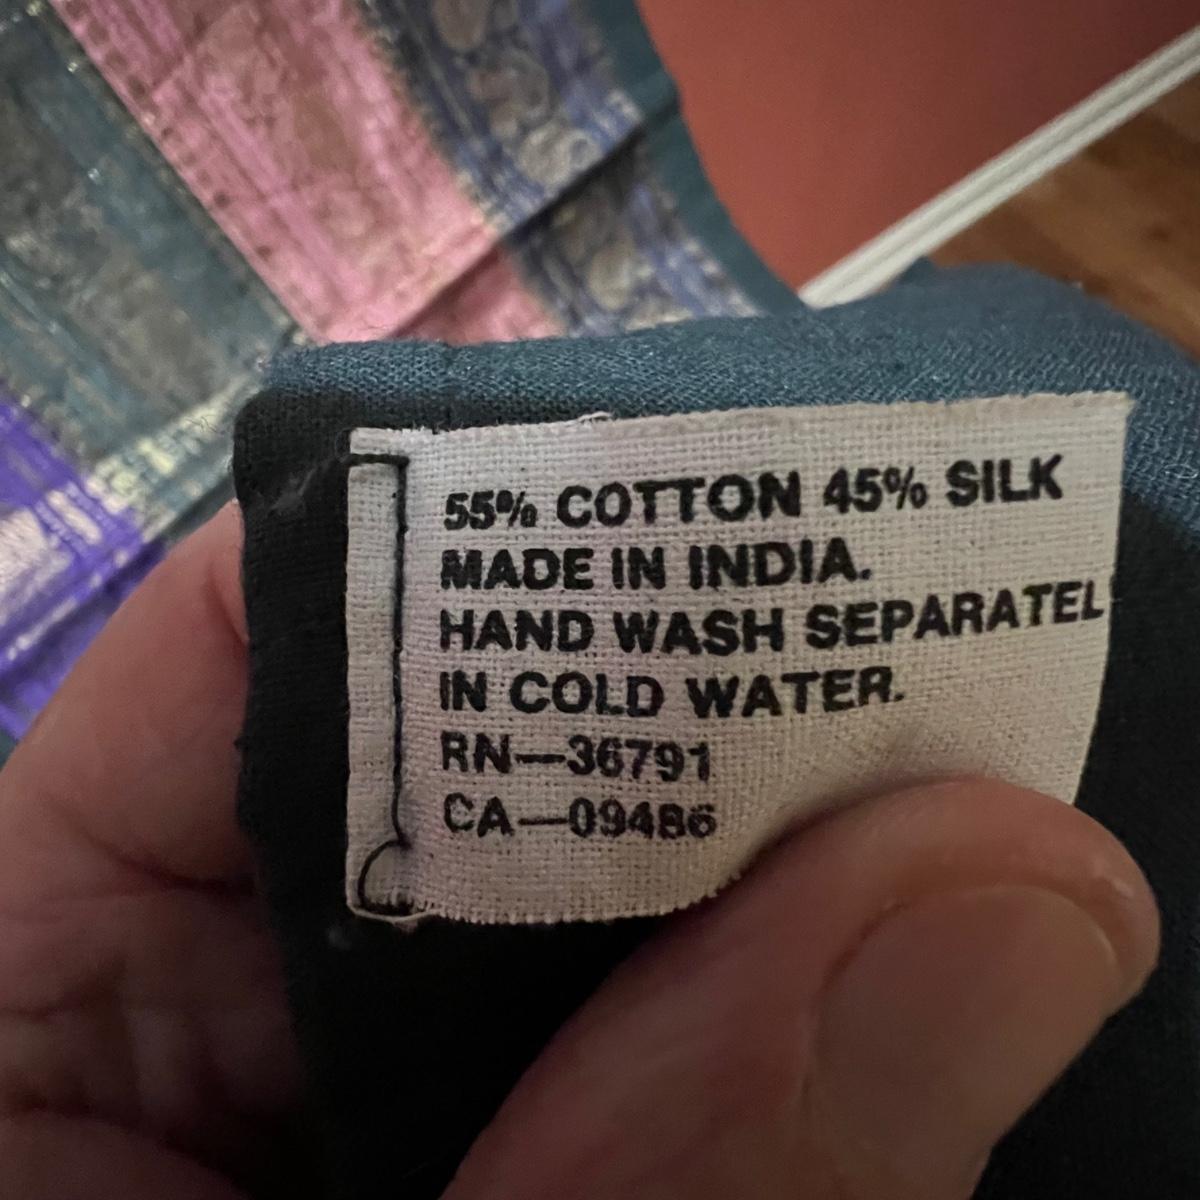 55% COTTON 45% SILK
MADE IN INDIA.
HAND WASH SEPARATEL
IN COLD WATER.
RN—36791
CA—09486